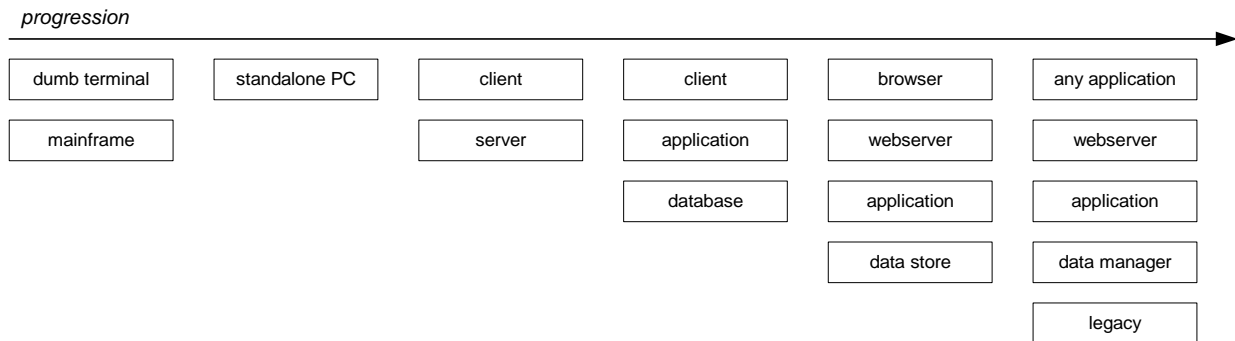 progression
dumb terminal
standalone PC
client
client
browser
any application
mainframe
server
application
webserver
webserver
database
application
application
data store
data manager
legacy